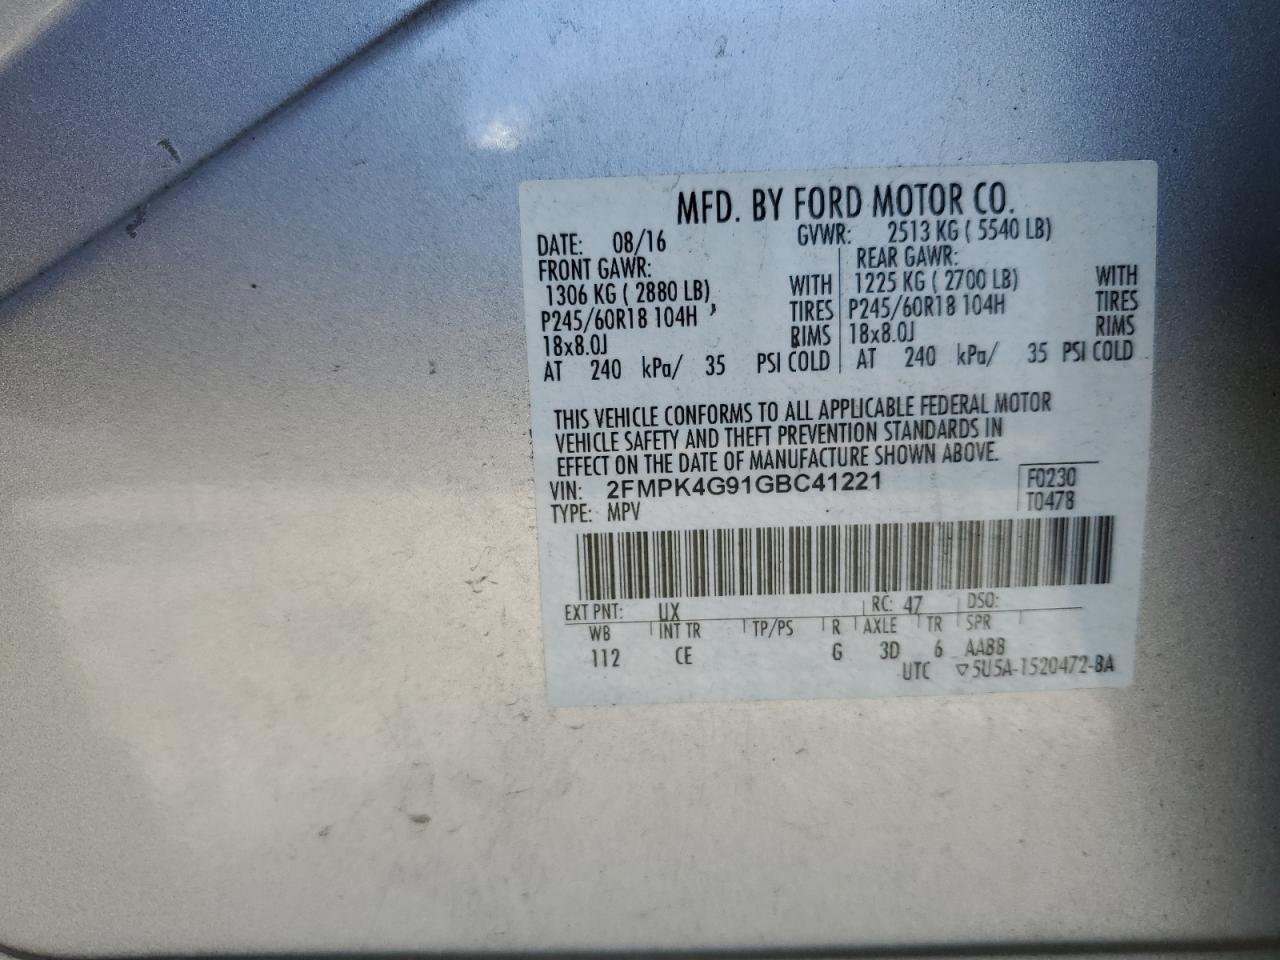 MFD. BY FORD MOTOR CO.
DATE: 08/16 GVWR: 2513 KG ( 5540 LB)
FRONT GAWR: REAR GAWR:
1306 KG ( 2880 LB) WITH 1225 KG ( 2700 LB) WITH
P245/60R18 104H TIRES P245/60R18 104H TIRES
18x8.0J RIMS 18x8.0J RIMS
AT 240 kPa/ 35 PSI COLD AT 240 kPa/ 35 PSI COLD
THIS VEHICLE CONFORMS TO ALL APPLICABLE FEDERAL MOTOR
VEHICLE SAFETY AND THEFT PREVENTION STANDARDS IN
EFFECT ON THE DATE OF MANUFACTURE SHOWN ABOVE.
VIN: 2FMPK4G91GBC41221 F0230
TYPE: MPV T0478
EXT PNT: UX RC: 47 DSO:
WB INT TR TP/PS R AXLE TR SPR
112 CE G 3D 6 AABB
UTC ▽5U5A-1520472-BA